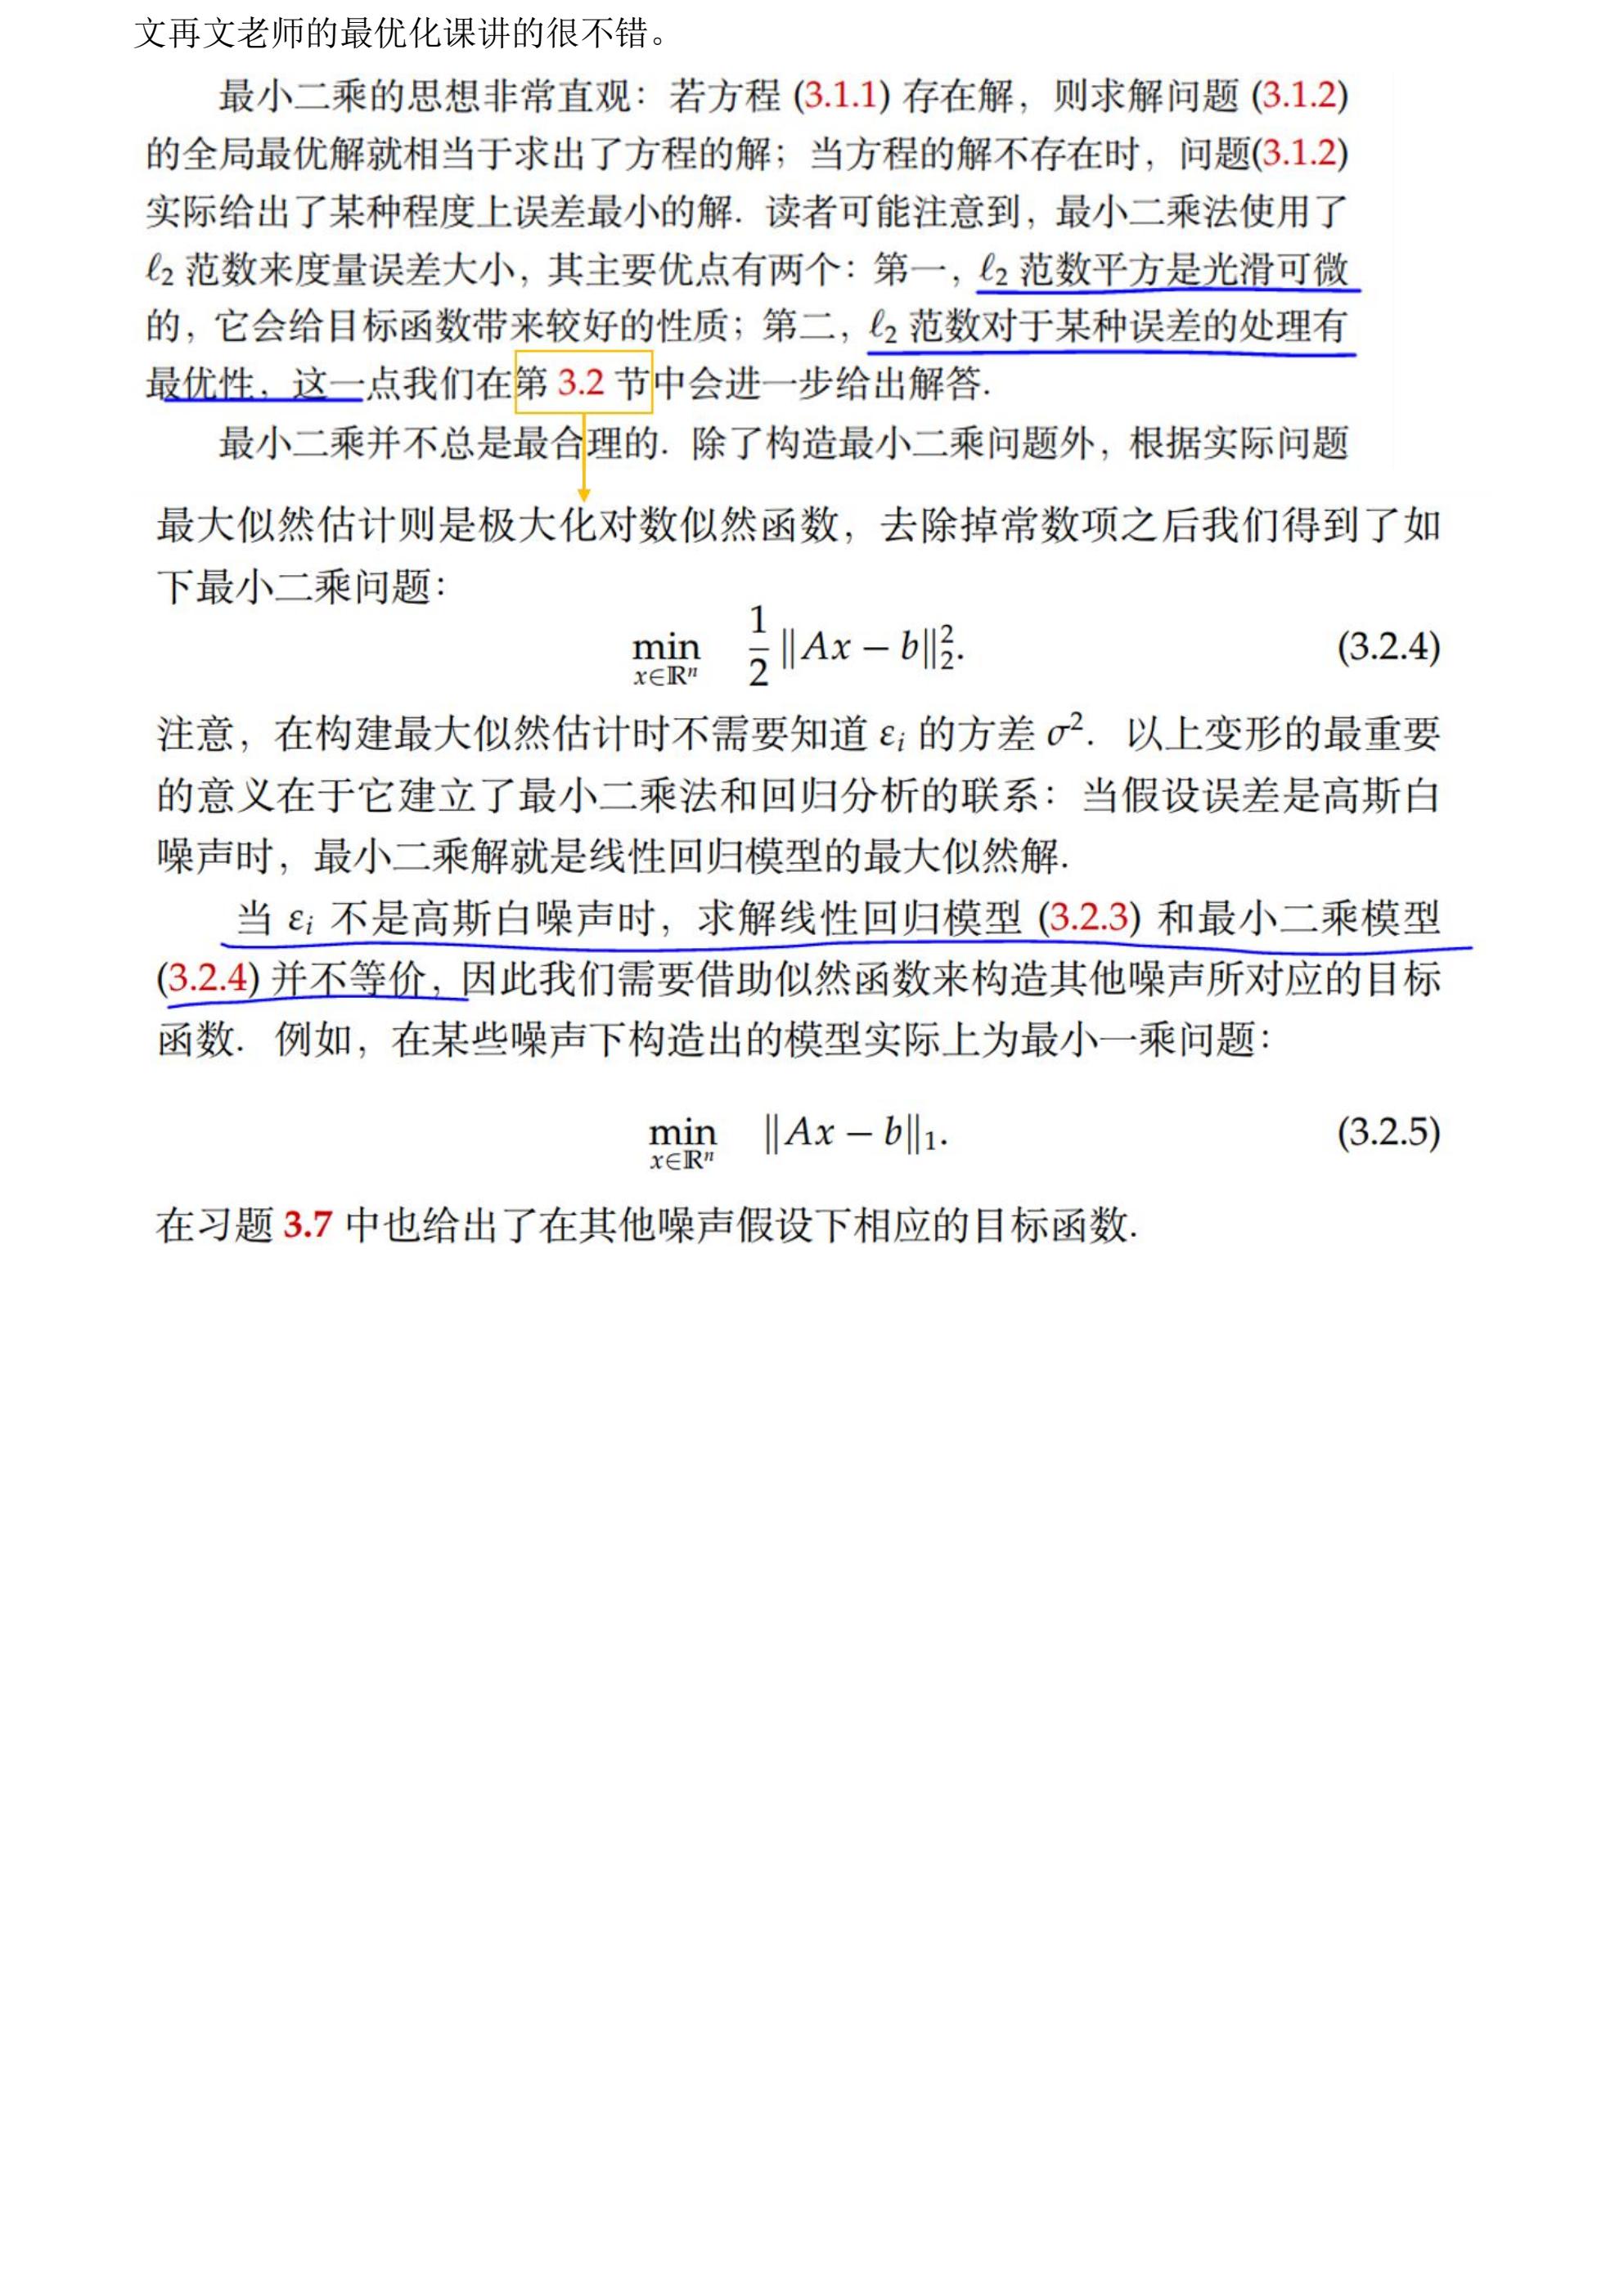 文再文老师的最优化课讲的很不错。
最小二乘的思想非常直观：若方程 (3.1.1) 存在解，则求解问题 (3.1.2)
的全局最优解就相当于求出了方程的解；当方程的解不存在时，问题(3.1.2)
实际给出了某种程度上误差最小的解. 读者可能注意到，最小二乘法使用了
ℓ₂ 范数来度量误差大小，其主要优点有两个：第一，ℓ₂ 范数平方是光滑可微
的，它会给目标函数带来较好的性质；第二，ℓ₂ 范数对于某种误差的处理有
最优性，这一点我们在第 3.2 节中会进一步给出解答.
最小二乘并不总是最合理的. 除了构造最小二乘问题外，根据实际问题
最大似然估计则是极大化对数似然函数，去除掉常数项之后我们得到了如
下最小二乘问题：
min_{x∈ℝⁿ} 1/2 ‖Ax − b‖₂². (3.2.4)
注意，在构建最大似然估计时不需要知道 εᵢ 的方差 σ². 以上变形的最重要
的意义在于它建立了最小二乘法和回归分析的联系：当假设误差是高斯白
噪声时，最小二乘解就是线性回归模型的最大似然解.
当 εᵢ 不是高斯白噪声时，求解线性回归模型 (3.2.3) 和最小二乘模型
(3.2.4) 并不等价，因此我们需要借助似然函数来构造其他噪声所对应的目标
函数. 例如，在某些噪声下构造出的模型实际上为最小一乘问题：
min_{x∈ℝⁿ} ‖Ax − b‖₁. (3.2.5)
在习题 3.7 中也给出了在其他噪声假设下相应的目标函数.